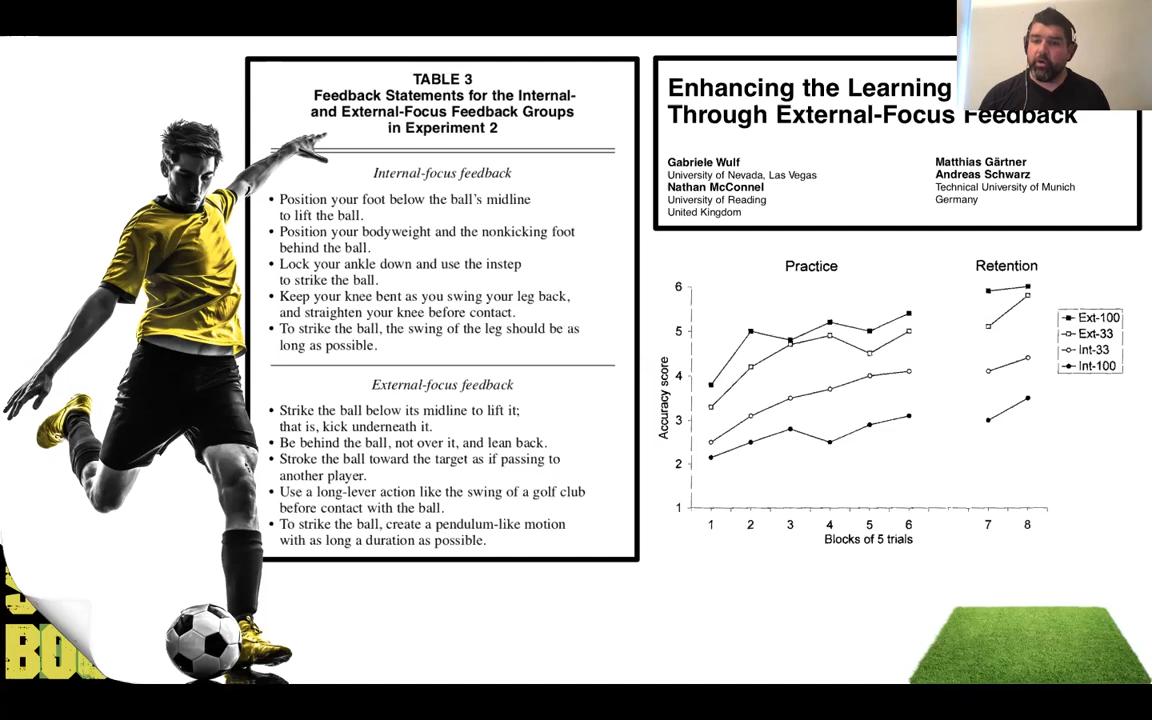 TABLE 3
Feedback Statements for the Internal-
and External-Focus Feedback Groups
in Experiment 2
Internal-focus feedback
• Position your foot below the ball's midline
to lift the ball.
• Position your bodyweight and the nonkicking foot
behind the ball.
• Lock your ankle down and use the instep
to strike the ball.
• Keep your knee bent as you swing your leg back,
and straighten your knee before contact.
• To strike the ball, the swing of the leg should be as
long as possible.
External-focus feedback
• Strike the ball below its midline to lift it;
that is, kick underneath it.
• Be behind the ball, not over it, and lean back.
• Stroke the ball toward the target as if passing to
another player.
• Use a long-lever action like the swing of a golf club
before contact with the ball.
• To strike the ball, create a pendulum-like motion
with as long a duration as possible.
Enhancing the Learning
Through External-Focus Feedback
Gabriele Wulf
University of Nevada, Las Vegas
Nathan McConnel
University of Reading
United Kingdom
Matthias Gärtner
Andreas Schwarz
Technical University of Munich
Germany
Practice
Retention
Accuracy score
6
5
4
3
2
1
1 2 3 4 5 6 7 8
Blocks of 5 trials
Ext-100
Ext-33
Int-33
Int-100